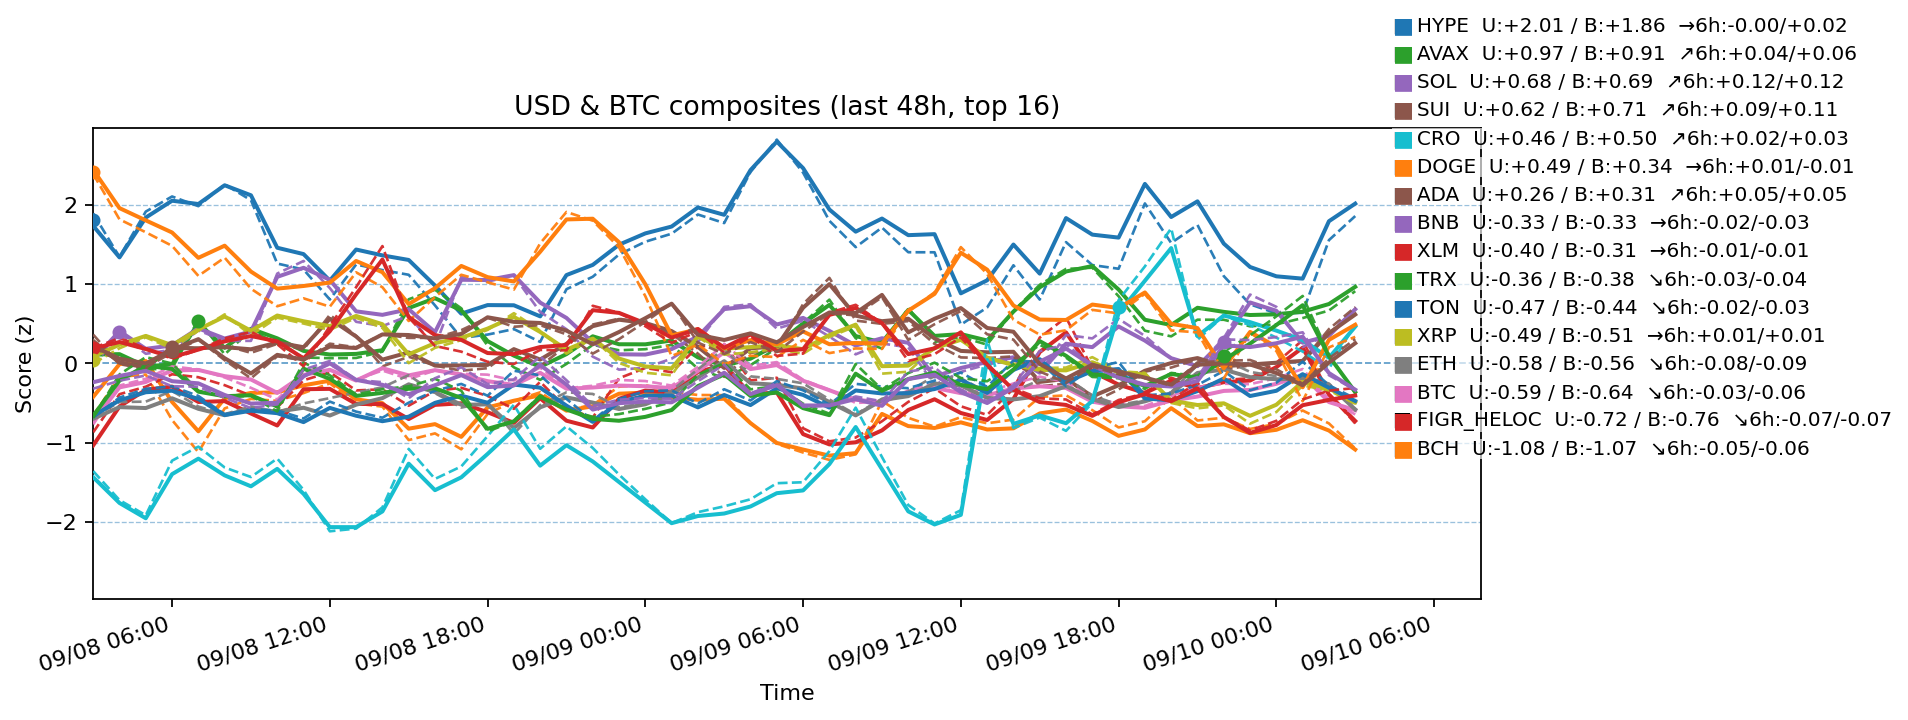 HYPE  U:+2.01 / B:+1.86  →6h:-0.00/+0.02
AVAX  U:+0.97 / B:+0.91  ↗6h:+0.04/+0.06
SOL  U:+0.68 / B:+0.69  ↗6h:+0.12/+0.12
SUI  U:+0.62 / B:+0.71  ↗6h:+0.09/+0.11
CRO  U:+0.46 / B:+0.50  ↗6h:+0.02/+0.03
DOGE  U:+0.49 / B:+0.34  →6h:+0.01/-0.01
ADA  U:+0.26 / B:+0.31  ↗6h:+0.05/+0.05
BNB  U:-0.33 / B:-0.33  →6h:-0.02/-0.03
XLM  U:-0.40 / B:-0.31  →6h:-0.01/-0.01
TRX  U:-0.36 / B:-0.38  ↘6h:-0.03/-0.04
TON  U:-0.47 / B:-0.44  ↘6h:-0.02/-0.03
XRP  U:-0.49 / B:-0.51  →6h:+0.01/+0.01
ETH  U:-0.58 / B:-0.56  ↘6h:-0.08/-0.09
BTC  U:-0.59 / B:-0.64  ↘6h:-0.03/-0.06
FIGR_HELOC  U:-0.72 / B:-0.76  ↘6h:-0.07/-0.07
BCH  U:-1.08 / B:-1.07  ↘6h:-0.05/-0.06
USD & BTC composites (last 48h, top 16)
Score (z)
2
1
0
−1
−2
09/08 06:00
09/08 12:00
09/08 18:00
09/09 00:00
09/09 06:00
09/09 12:00
09/09 18:00
09/10 00:00
09/10 06:00
Time